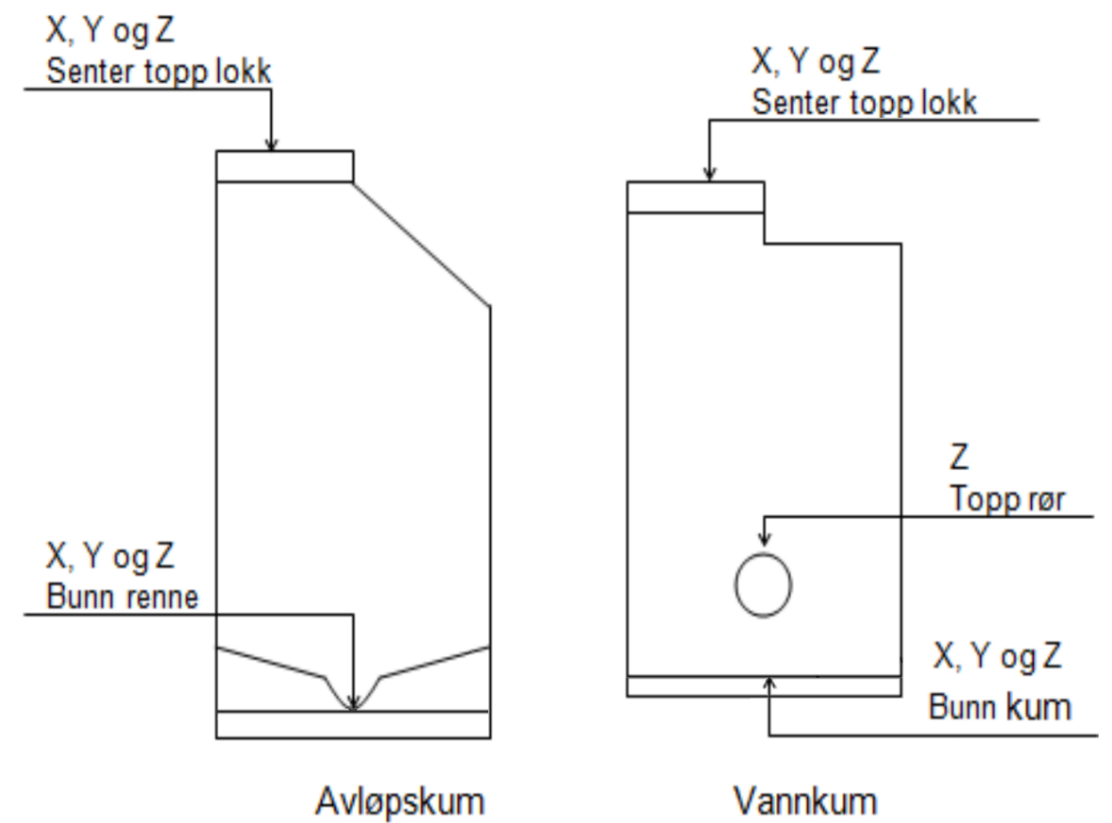 X, Y og Z
Senter topp lokk
X, Y og Z
Senter topp lokk
Z
Topp rør
X, Y og Z
Bunn renne
X, Y og Z
Bunn kum
Avløpskum
Vannkum